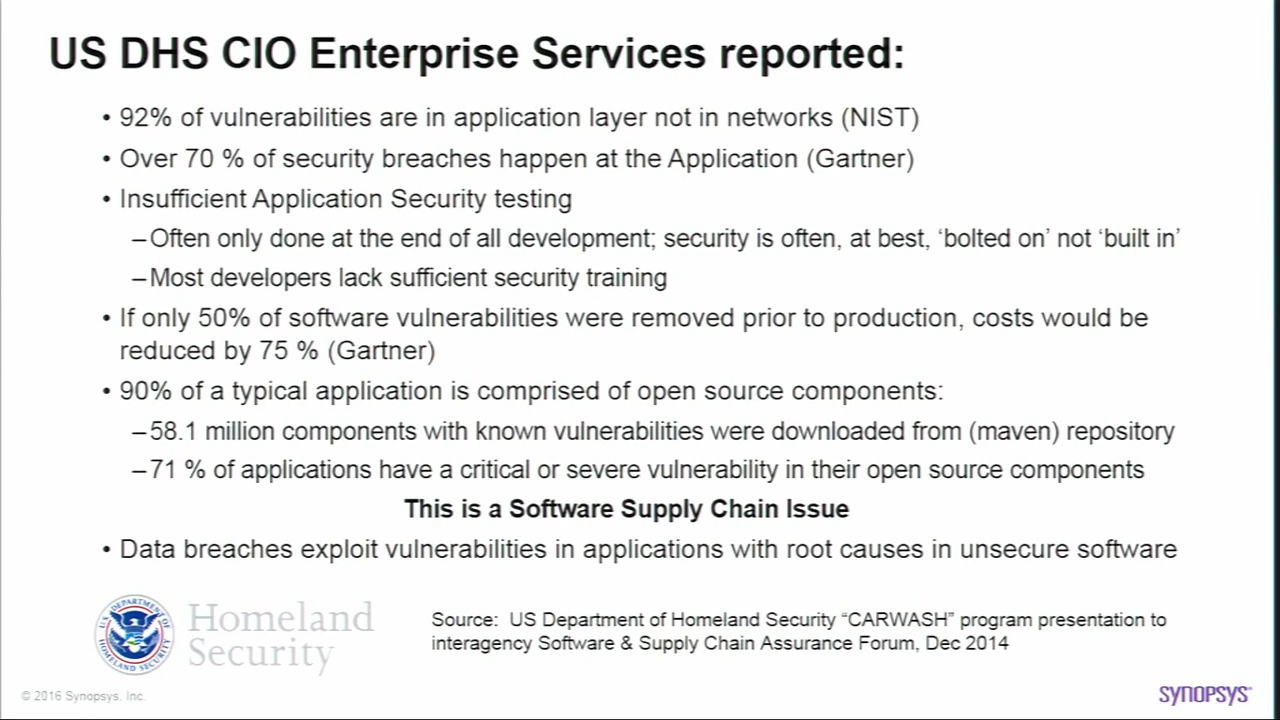 US DHS CIO Enterprise Services reported:
• 92% of vulnerabilities are in application layer not in networks (NIST)
• Over 70 % of security breaches happen at the Application (Gartner)
• Insufficient Application Security testing
–Often only done at the end of all development; security is often, at best, ‘bolted on’ not ‘built in’
–Most developers lack sufficient security training
• If only 50% of software vulnerabilities were removed prior to production, costs would be
reduced by 75 % (Gartner)
• 90% of a typical application is comprised of open source components:
–58.1 million components with known vulnerabilities were downloaded from (maven) repository
–71 % of applications have a critical or severe vulnerability in their open source components
This is a Software Supply Chain Issue
• Data breaches exploit vulnerabilities in applications with root causes in unsecure software
U.S. DEPARTMENT OF HOMELAND SECURITY
Homeland
Security
Source: US Department of Homeland Security “CARWASH” program presentation to
interagency Software & Supply Chain Assurance Forum, Dec 2014
© 2016 Synopsys, Inc.
SYNOPSYS®